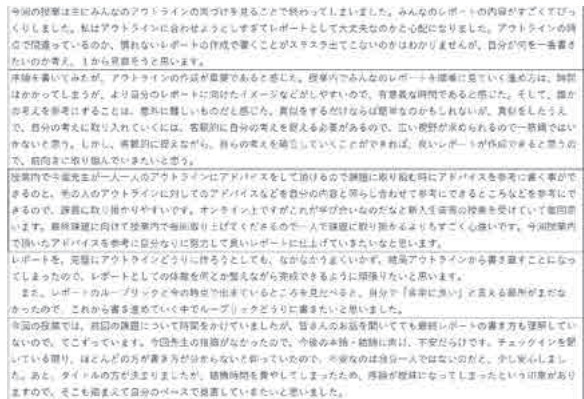 今回の授業は主にみんなのアウトラインの気づけを見ることで終わってしまいました。みんなのレポートの内容がすごくてびっ
くりしました。私はアウトラインに合わせようとしすぎてレポートとして大丈夫なのかと心配になりました。アウトラインの時
点で間違っているのか、慣れないレポートの作成で書くことがスラスラ出てこないのかはわかりませんが、自分が何を一番書き
たいのか考え、1から見直そうと思います。
序論を書いてみたが、アウトラインの作成が重要であると感じた。授業内でみんなのレポートを順番に見ていく進め方は、時間
はかかってしまうが、より自分のレポートに向けたイメージなどがしやすいので、有意義な時間であると感じた。そして、誰か
の考えを参考にすることは、意外に難しいものだと感じた。真似をするだけならば簡単なのかもしれないが、真似をしたうえ
で、自分の考えに取り入れていくには、客観的に自分の考えを捉える必要があるので、広い視野が求められるので一筋縄では
いかないと思う。しかし、客観的に捉えながら、自らの考えを確立していくことができれば、良いレポートが作成できると思うの
で、前向きに取り組んでいきたいと思う。
授業内で今回先生が一人一人のアウトラインにアドバイスをして頂けるので課題に取り組む時にアドバイスを参考に書く事がで
きるのと、他の人のアウトラインに対してのアドバイスなどを自分の内容と照らし合わせて参考にできるところなどを参考にで
きるので、課題に取り掛かりやすいです。オンライン上ですがこれが学び合いなのだなと新入生 の授業を受けていて毎回思
います。最終課題に向けて授業内で毎回取り上げてくださるので一人で課題に取り掛かるよりもすごく心強いです。今回授業内
で頂いたアドバイスを参考に自分なりに努力して良いレポートに仕上げていきたいなと思います。
レポートを、完璧にアウトラインどうりに作ろうとしても、なかなかうまくいかず、結局アウトラインから書き直すことになっ
てしまったので、レポートとしての体裁を何とか整えながら完成できるように頑張りたいと思います。
また、レポートのルーブリックと今の時点で出来ているところを見比べると、自分で「非常に良い」と言える箇所がまだな
かったので、これから書き進めていく中でルーブリックどうりに書きたいと思いました。
今回の授業では、前回の課題について時間をかけていましたが、皆さんのお話を聞いていても最終レポートの書き方も理解してい
ないので、てこずっています。今回先生の指摘がなかったので、今後の本論・結論に向け、不安だらけです。チェックインを聞
いている限り、ほとんどの方が書き方が分からないと仰っていたので、不安なのは自分一人ではないのだと、少し安心しまし
た。あと、タイトルの方が決まりましたが、結構時間を費やしてしまったため、序論が曖昧になってしまったという印象があり
ますので、そこも踏まえて自分のペースで見直していきたいと思いました。